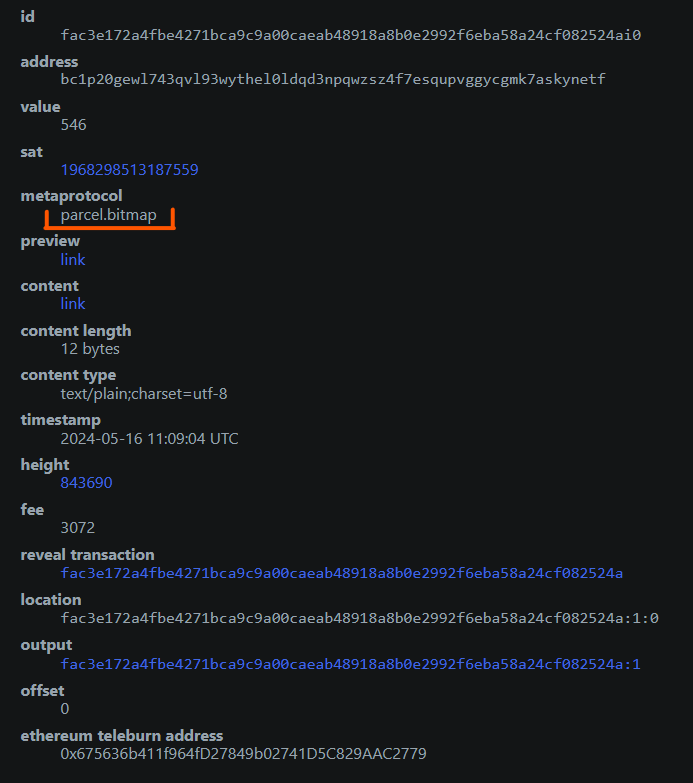 id
fac3e172a4fbe4271bca9c9a00caeab48918a8b0e2992f6eba58a24cf082524ai0
address
bc1p20gewl743qvl93wythel0ldqd3npqwzsz4f7esqupvggycgmk7askynetf
value
546
sat
1968298513187559
metaprotocol
parcel.bitmap
preview
link
content
link
content length
12 bytes
content type
text/plain;charset=utf-8
timestamp
2024-05-16 11:09:04 UTC
height
843690
fee
3072
reveal transaction
fac3e172a4fbe4271bca9c9a00caeab48918a8b0e2992f6eba58a24cf082524a
location
fac3e172a4fbe4271bca9c9a00caeab48918a8b0e2992f6eba58a24cf082524a:1:0
output
fac3e172a4fbe4271bca9c9a00caeab48918a8b0e2992f6eba58a24cf082524a:1
offset
0
ethereum teleburn address
0x675636b411f964fD27849b02741D5C829AAC2779